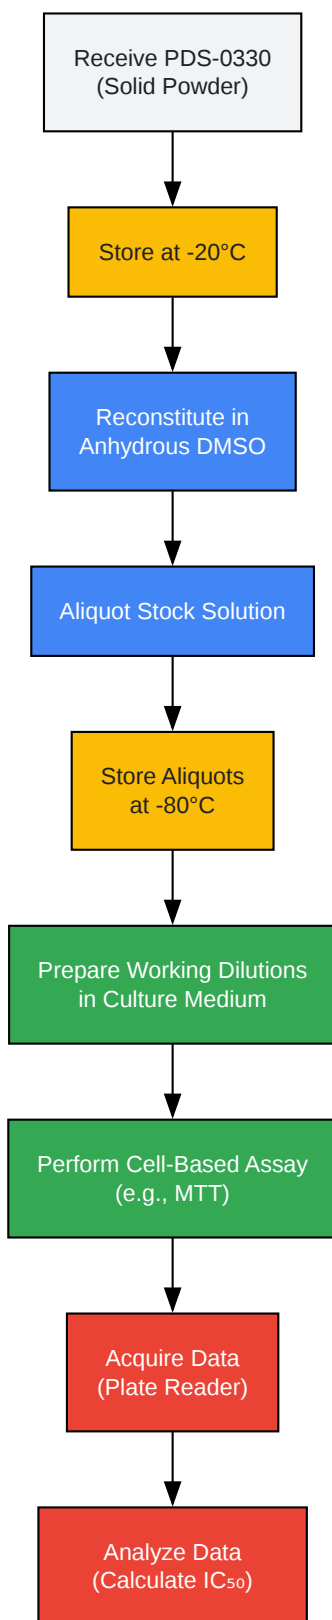 Receive PDS-0330
(Solid Powder)
Store at -20°C
Reconstitute in
Anhydrous DMSO
Aliquot Stock Solution
Store Aliquots
at -80°C
Prepare Working Dilutions
in Culture Medium
Perform Cell-Based Assay
(e.g., MTT)
Acquire Data
(Plate Reader)
Analyze Data
(Calculate IC₅₀)